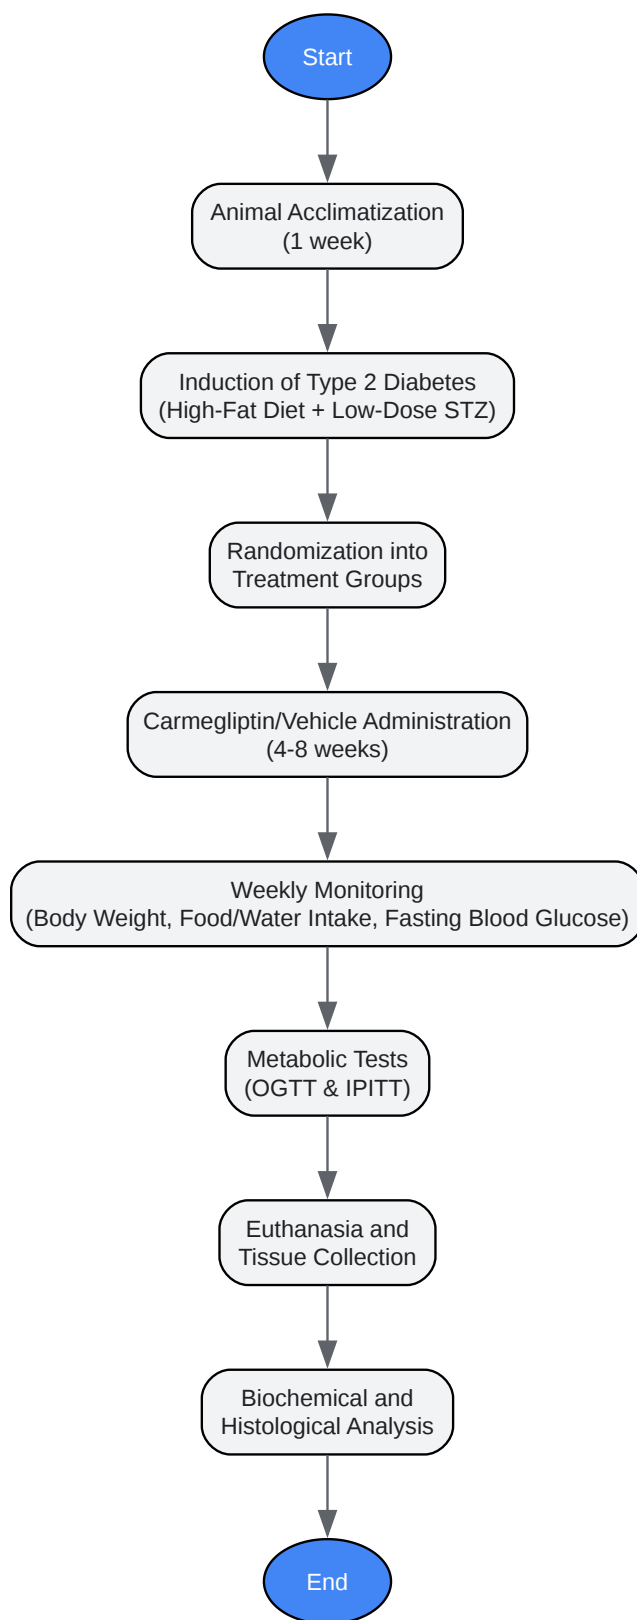 Start
Animal Acclimatization
(1 week)
Induction of Type 2 Diabetes
(High-Fat Diet + Low-Dose STZ)
Randomization into
Treatment Groups
Carmegliptin/Vehicle Administration
(4-8 weeks)
Weekly Monitoring
(Body Weight, Food/Water Intake, Fasting Blood Glucose)
Metabolic Tests
(OGTT & IPITT)
Euthanasia and
Tissue Collection
Biochemical and
Histological Analysis
End